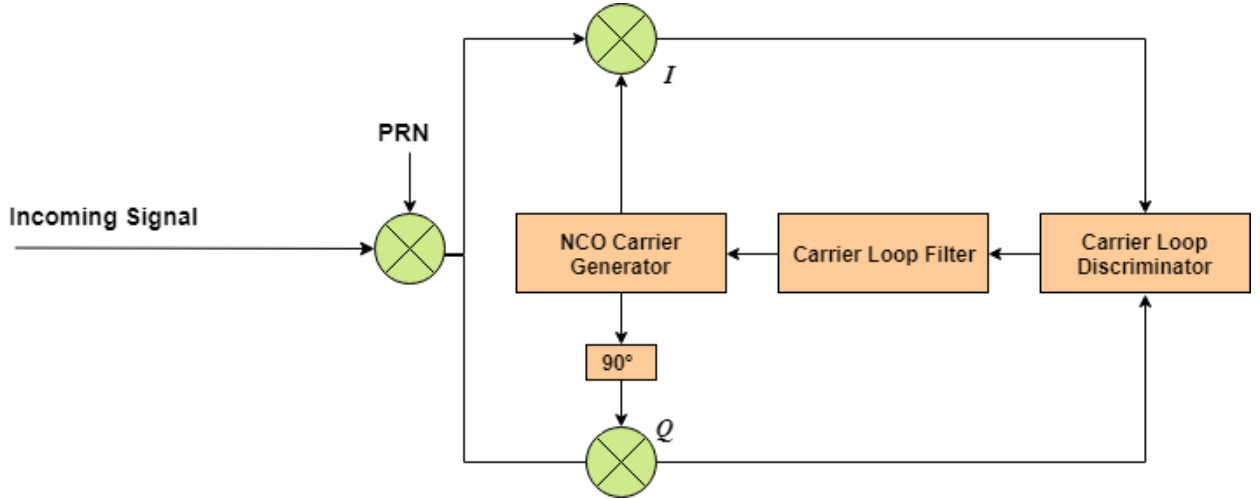 I
PRN
Incoming Signal
NCO Carrier
Generator
Carrier Loop Filter
Carrier Loop
Discriminator
90°
Q